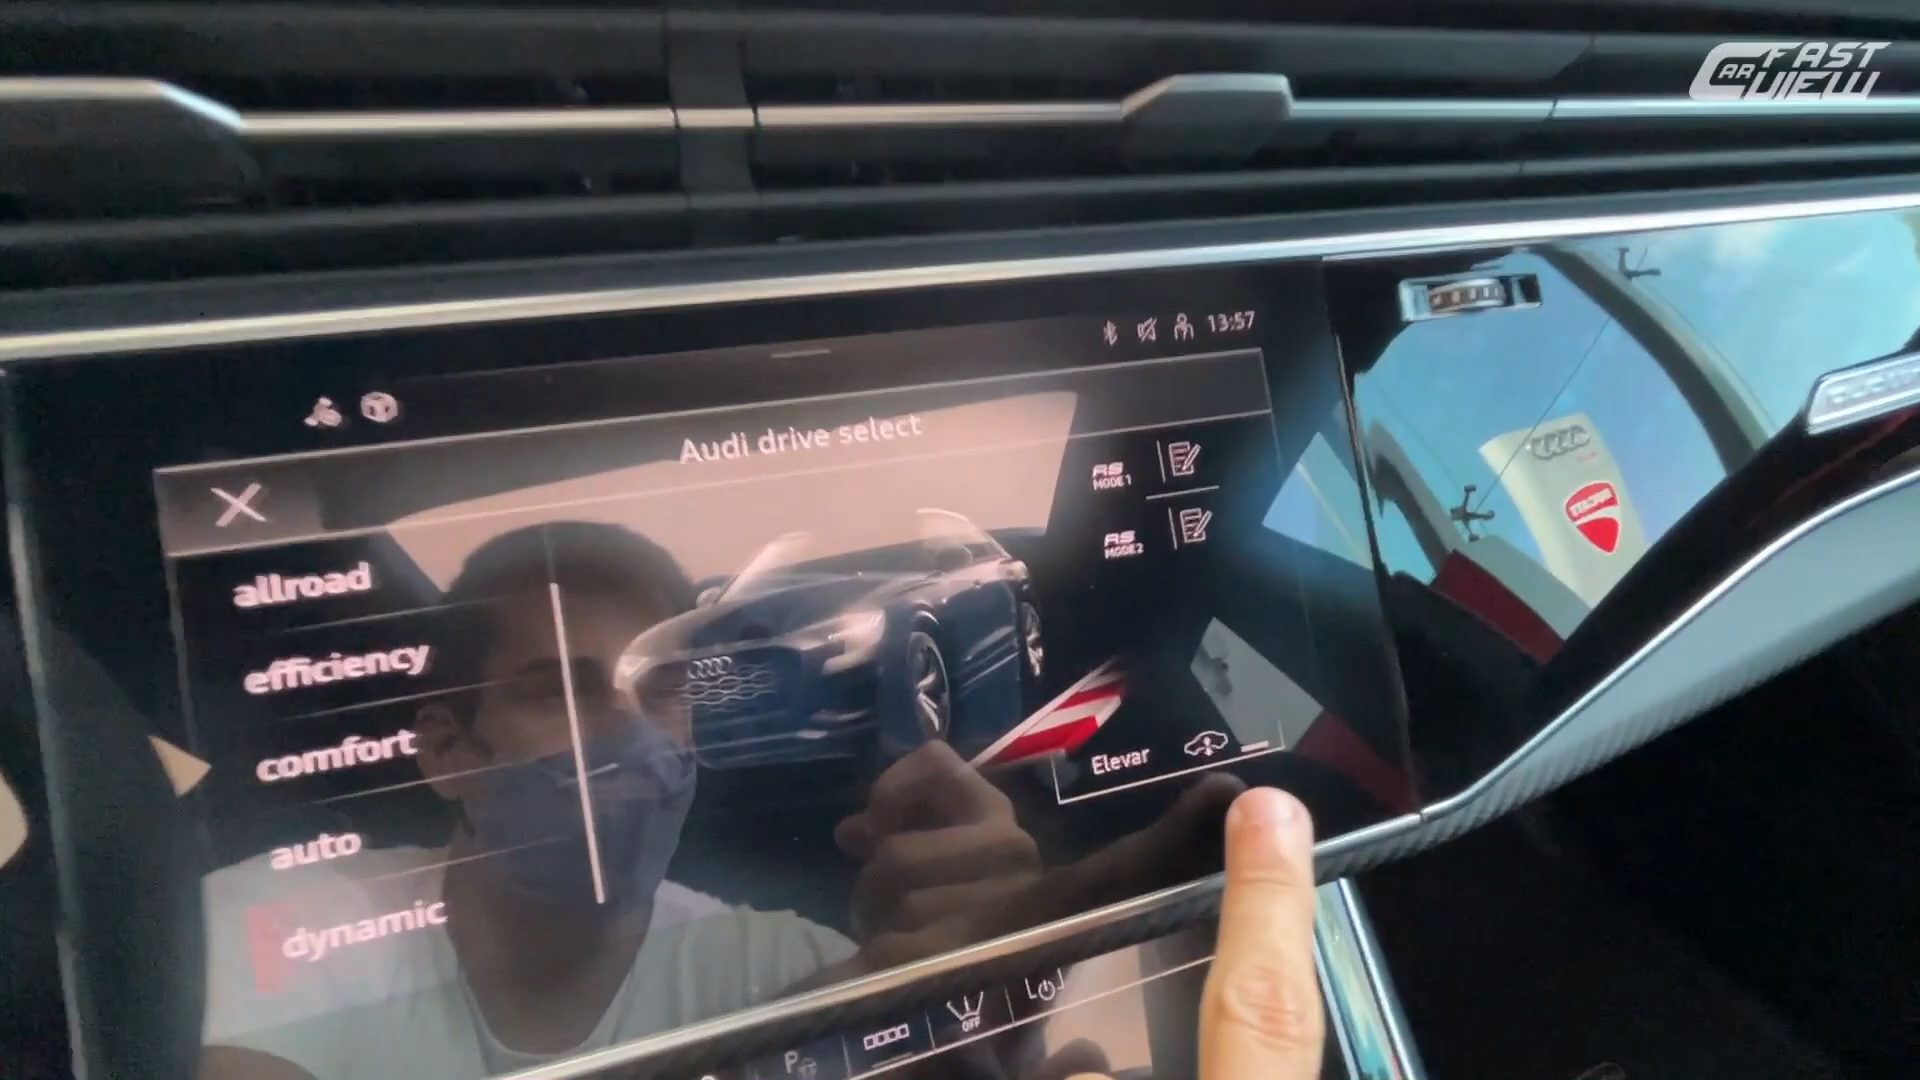 FAST
CAR VIEW
13:57
Audi drive select
RS
MODE 1
RS
MODE 2
allroad
efficiency
comfort
auto
dynamic
Elevar
P
OFF